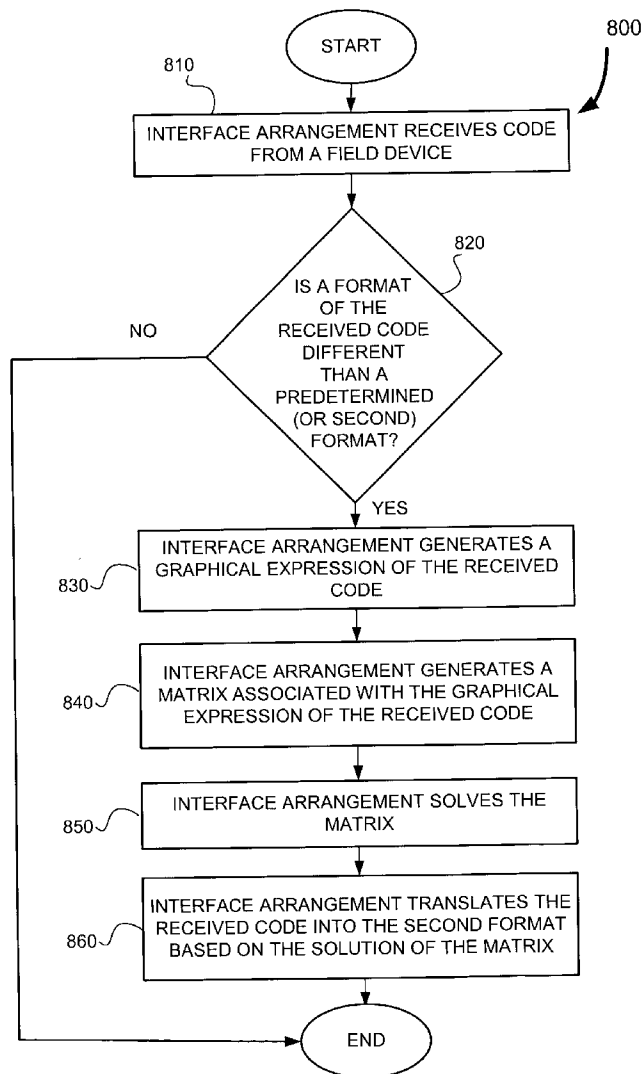 START
800
810
INTERFACE ARRANGEMENT RECEIVES CODE
FROM A FIELD DEVICE
820
IS A FORMAT
OF THE
RECEIVED CODE
DIFFERENT
THAN A
PREDETERMINED
(OR SECOND)
FORMAT?
NO
YES
INTERFACE ARRANGEMENT GENERATES A
GRAPHICAL EXPRESSION OF THE RECEIVED
CODE
830
INTERFACE ARRANGEMENT GENERATES A
MATRIX ASSOCIATED WITH THE GRAPHICAL
EXPRESSION OF THE RECEIVED CODE
840
INTERFACE ARRANGEMENT SOLVES THE
MATRIX
850
INTERFACE ARRANGEMENT TRANSLATES THE
RECEIVED CODE INTO THE SECOND FORMAT
BASED ON THE SOLUTION OF THE MATRIX
860
END